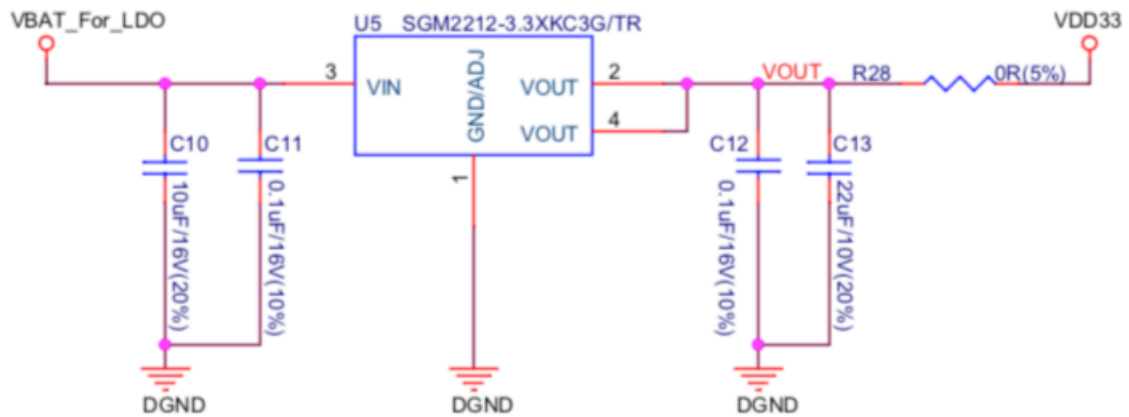 VBAT_For_LDO
U5 SGM2212-3.3XKC3G/TR
VDD33
3
VIN
GND/ADJ
VOUT
2
VOUT
4
1
VOUT
R28
0R(5%)
C10
10uF/16V(20%)
C11
0.1uF/16V(10%)
C12
0.1uF/16V(10%)
C13
22uF/10V(20%)
DGND
DGND
DGND